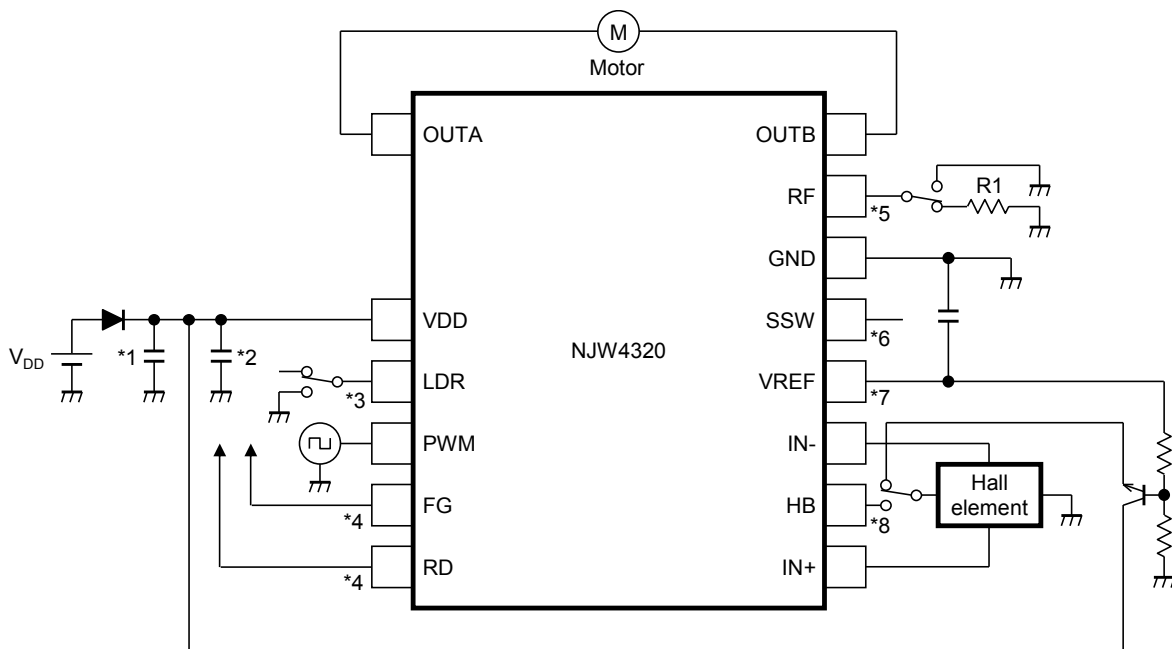 M
Motor
OUTA
OUTB
RF
*5
R1
GND
VDD
SSW
*6
VDD
*1
*2
NJW4320
LDR
*3
VREF
*7
PWM
IN-
FG
*4
HB
*8
Hall
element
RD
*4
IN+